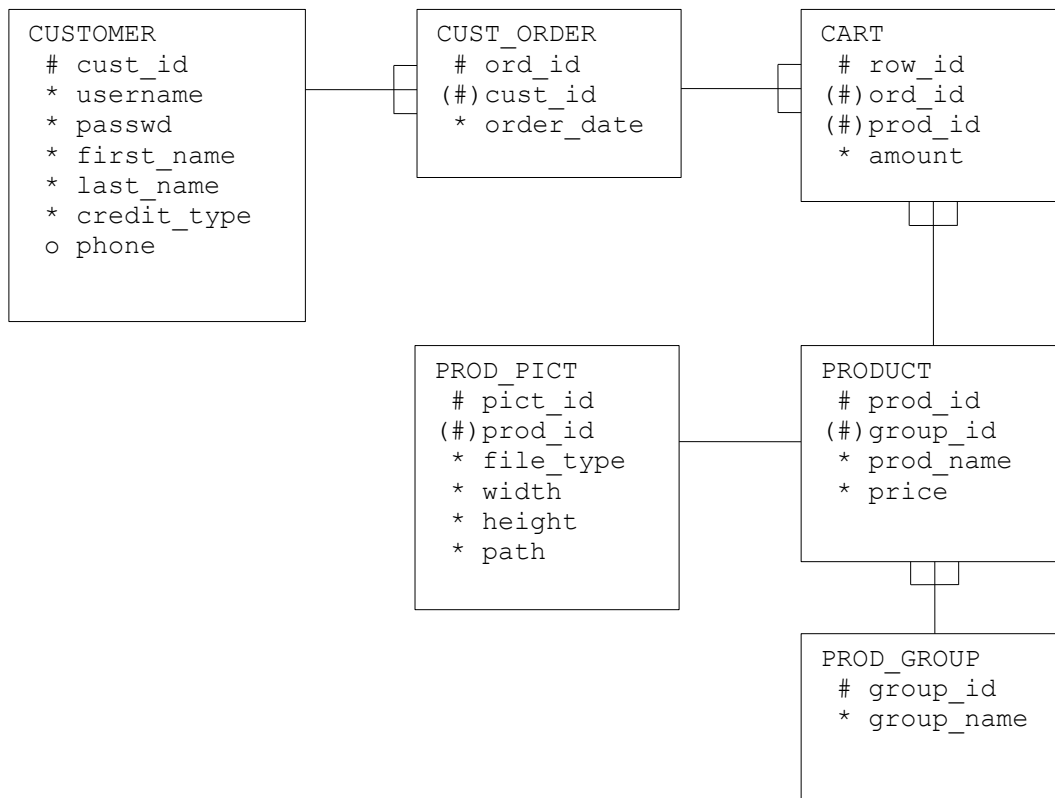 CUSTOMER
# cust_id
* username
* passwd
* first_name
* last_name
* credit_type
o phone
CUST_ORDER
# ord_id
(#)cust_id
* order_date
CART
# row_id
(#)ord_id
(#)prod_id
* amount
PROD_PICT
# pict_id
(#)prod_id
* file_type
* width
* height
* path
PRODUCT
# prod_id
(#)group_id
* prod_name
* price
PROD_GROUP
# group_id
* group_name